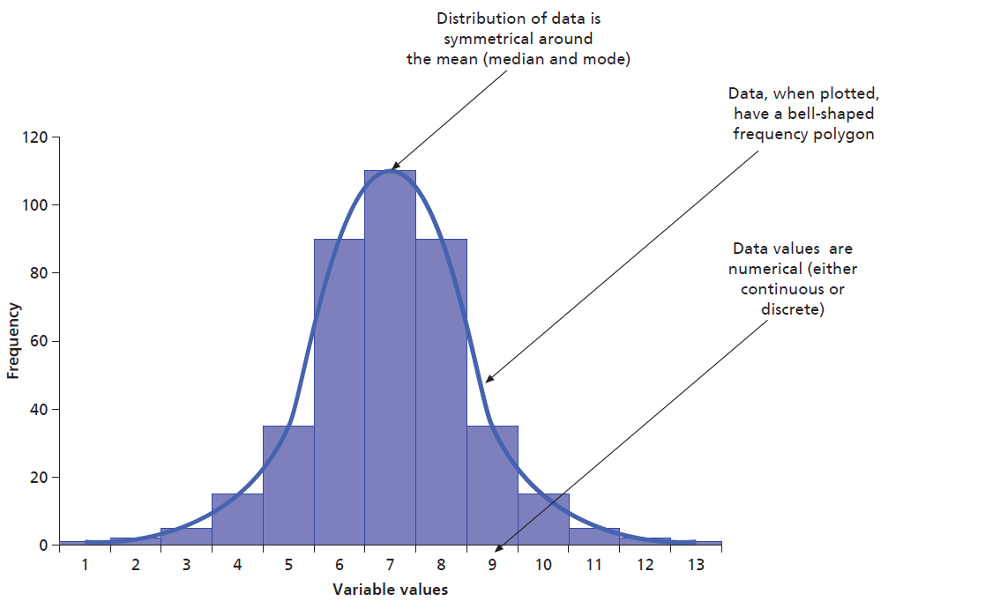 Distribution of data is
symmetrical around
the mean (median and mode)
Data, when plotted,
have a bell-shaped
frequency polygon
Data values are
numerical (either
continuous or
discrete)
Frequency
120
100
80
60
40
20
0
1 2 3 4 5 6 7 8 9 10 11 12 13
Variable values